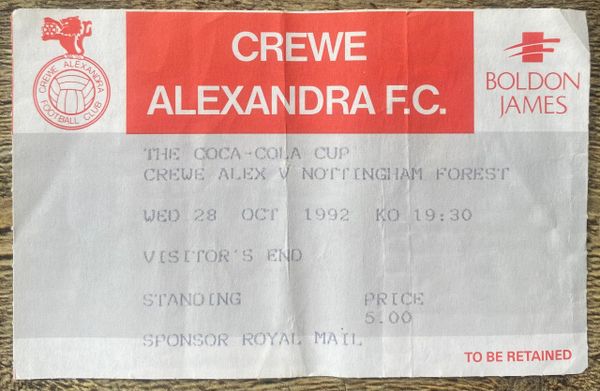 CREWE
ALEXANDRA F.C.
CREWE ALEXANDRA
FOOTBALL CLUB
BOLDON
JAMES
THE COCA-COLA CUP
CREWE ALEX V NOTTINGHAM FOREST
WED 28 OCT 1992 KO 19:30
VISITOR'S END
STANDING PRICE
5.00
SPONSOR ROYAL MAIL
TO BE RETAINED